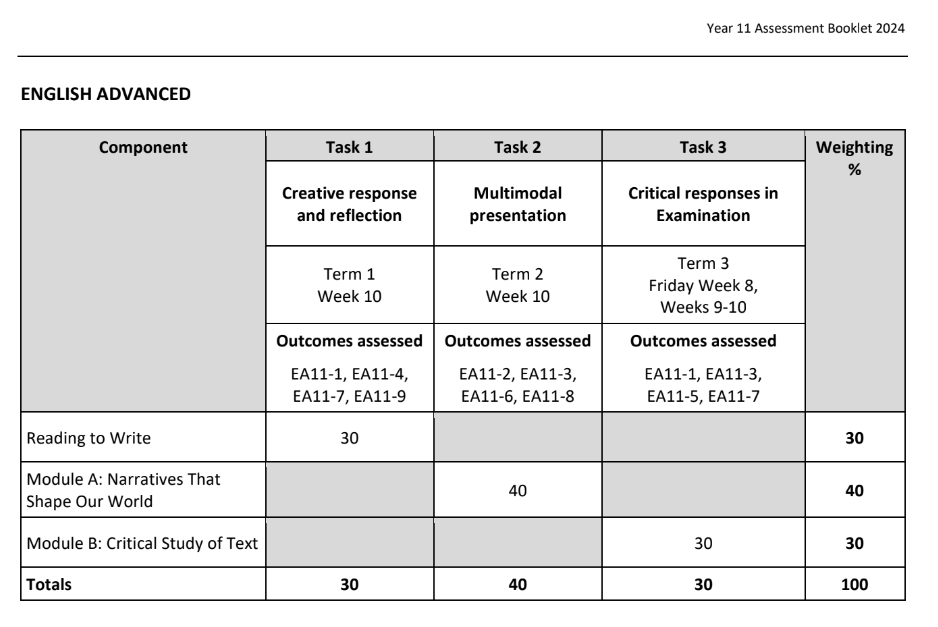 Year 11 Assessment Booklet 2024
ENGLISH ADVANCED
Component
Task 1
Task 2
Task 3
Weighting
%
Creative response
and reflection
Multimodal
presentation
Critical responses in
Examination
Term 1
Week 10
Term 2
Week 10
Term 3
Friday Week 8,
Weeks 9-10
Outcomes assessed
EA11-1, EA11-4,
EA11-7, EA11-9
Outcomes assessed
EA11-2, EA11-3,
EA11-6, EA11-8
Outcomes assessed
EA11-1, EA11-3,
EA11-5, EA11-7
Reading to Write
30
30
Module A: Narratives That
Shape Our World
40
40
Module B: Critical Study of Text
30
30
Totals
30
40
30
100